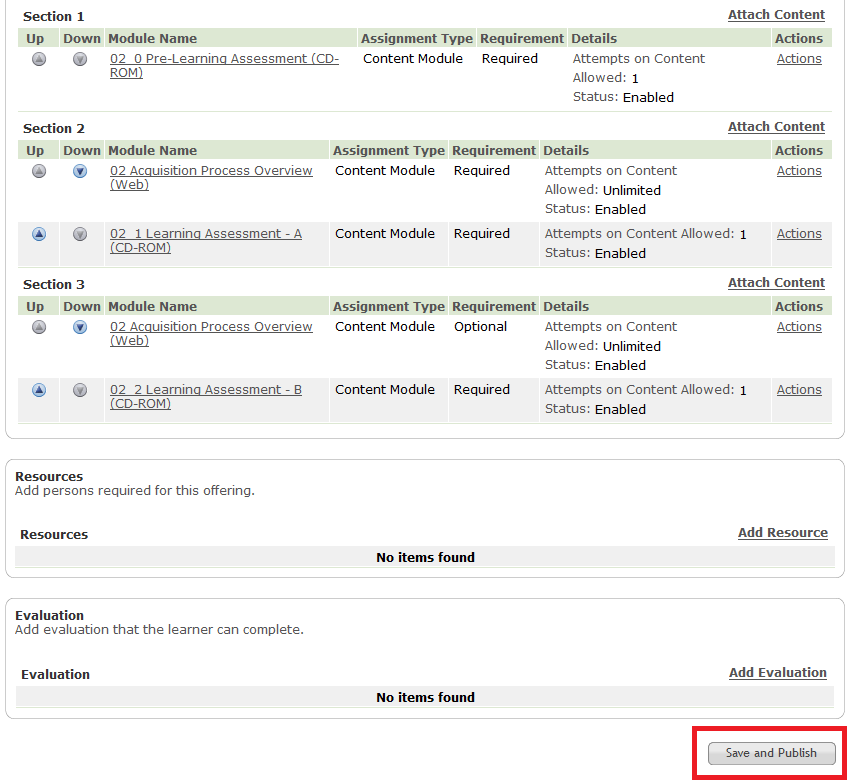 Section 1 Attach Content
Up Down Module Name Assignment Type Requirement Details Actions
02_0 Pre-Learning Assessment (CD- Content Module Required Attempts on Content Actions
ROM) Allowed: 1
Status: Enabled
Section 2 Attach Content
Up Down Module Name Assignment Type Requirement Details Actions
02 Acquisition Process Overview Content Module Required Attempts on Content Actions
(Web) Allowed: Unlimited
Status: Enabled
02_1 Learning Assessment - A Content Module Required Attempts on Content Allowed: 1 Actions
(CD-ROM) Status: Enabled
Section 3 Attach Content
Up Down Module Name Assignment Type Requirement Details Actions
02 Acquisition Process Overview Content Module Optional Attempts on Content Actions
(Web) Allowed: Unlimited
Status: Enabled
02_2 Learning Assessment - B Content Module Required Attempts on Content Allowed: 1 Actions
(CD-ROM) Status: Enabled
Resources
Add persons required for this offering.
Resources Add Resource
No items found
Evaluation
Add evaluation that the learner can complete.
Evaluation Add Evaluation
No items found
Save and Publish